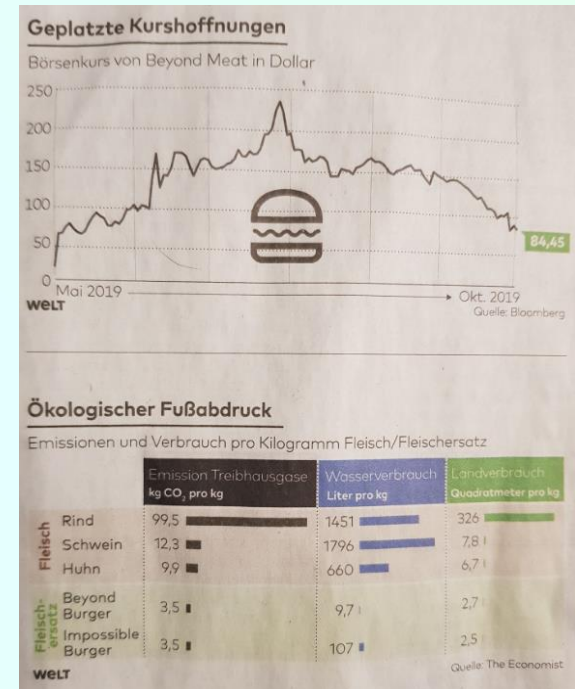 Geplatzte Kurshoffnungen
Börsenkurs von Beyond Meat in Dollar
250
200
150
100
50
0
84,45
Mai 2019
Okt. 2019
WELT
Quelle: Bloomberg
Ökologischer Fußabdruck
Emissionen und Verbrauch pro Kilogramm Fleisch/Fleischersatz
Emission Treibhausgase Wasserverbrauch Landverbrauch
kg CO₂ pro kg Liter pro kg Quadratmeter pro kg
Fleisch
Rind 99,5 1451 326
Schwein 12,3 1796 7,8
Huhn 9,9 660 6,7
Fleisch-
ersatz
Beyond
Burger 3,5 9,7 2,7
Impossible
Burger 3,5 107 2,5
WELT
Quelle: The Economist